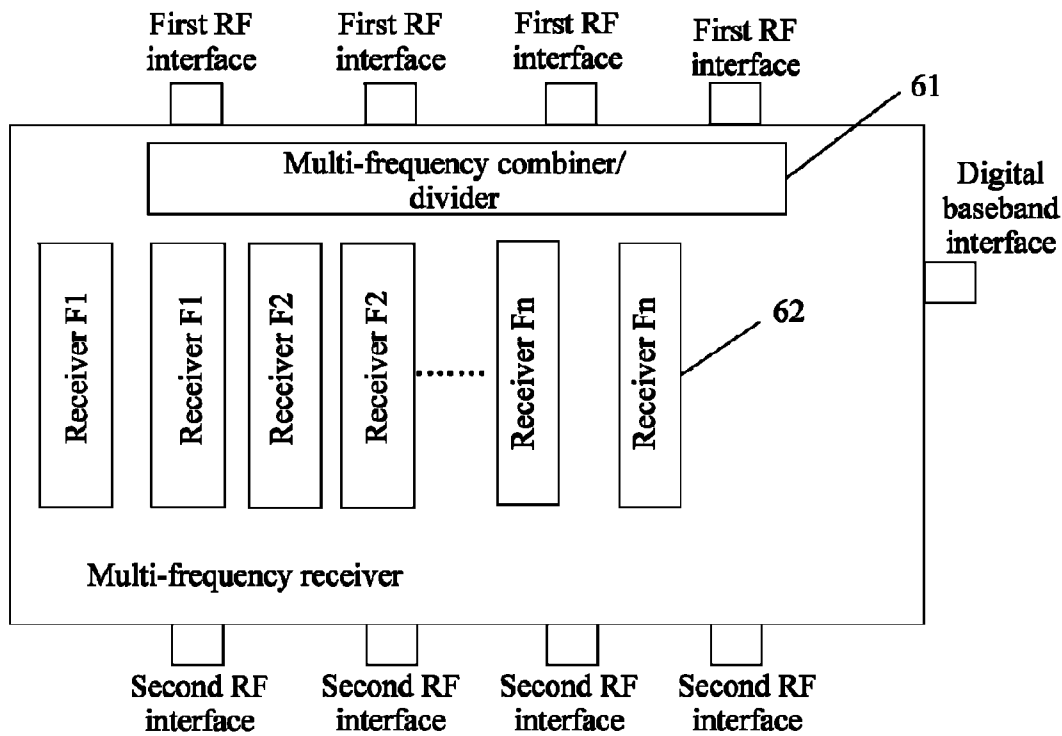 First RF
interface
First RF
interface
First RF
interface
First RF
interface
61
Multi-frequency combiner/
divider
Digital
baseband
interface
Receiver F1
Receiver F1
Receiver F2
Receiver F2
........
Receiver Fn
Receiver Fn
62
Multi-frequency receiver
Second RF
interface
Second RF
interface
Second RF
interface
Second RF
interface